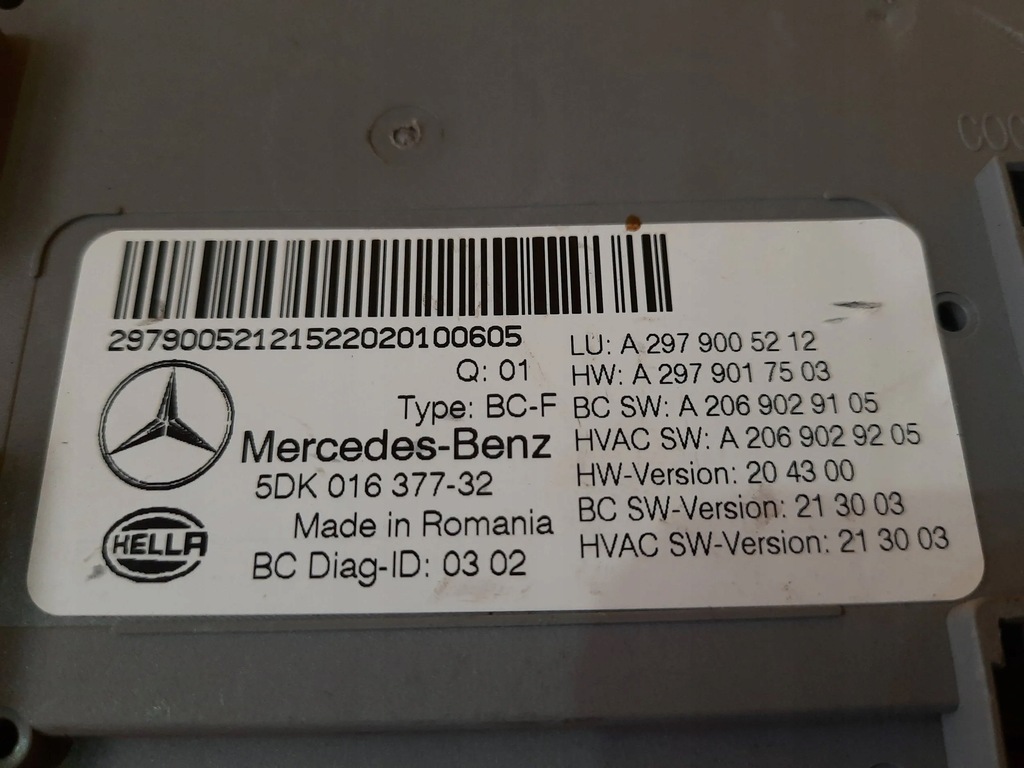 29790052121522020100605
Q: 01
Type: BC-F
Mercedes-Benz
5DK 016 377-32
Made in Romania
HELLA
BC Diag-ID: 03 02
LU: A 297 900 52 12
HW: A 297 901 75 03
BC SW: A 206 902 91 05
HVAC SW: A 206 902 92 05
HW-Version: 20 43 00
BC SW-Version: 21 30 03
HVAC SW-Version: 21 30 03